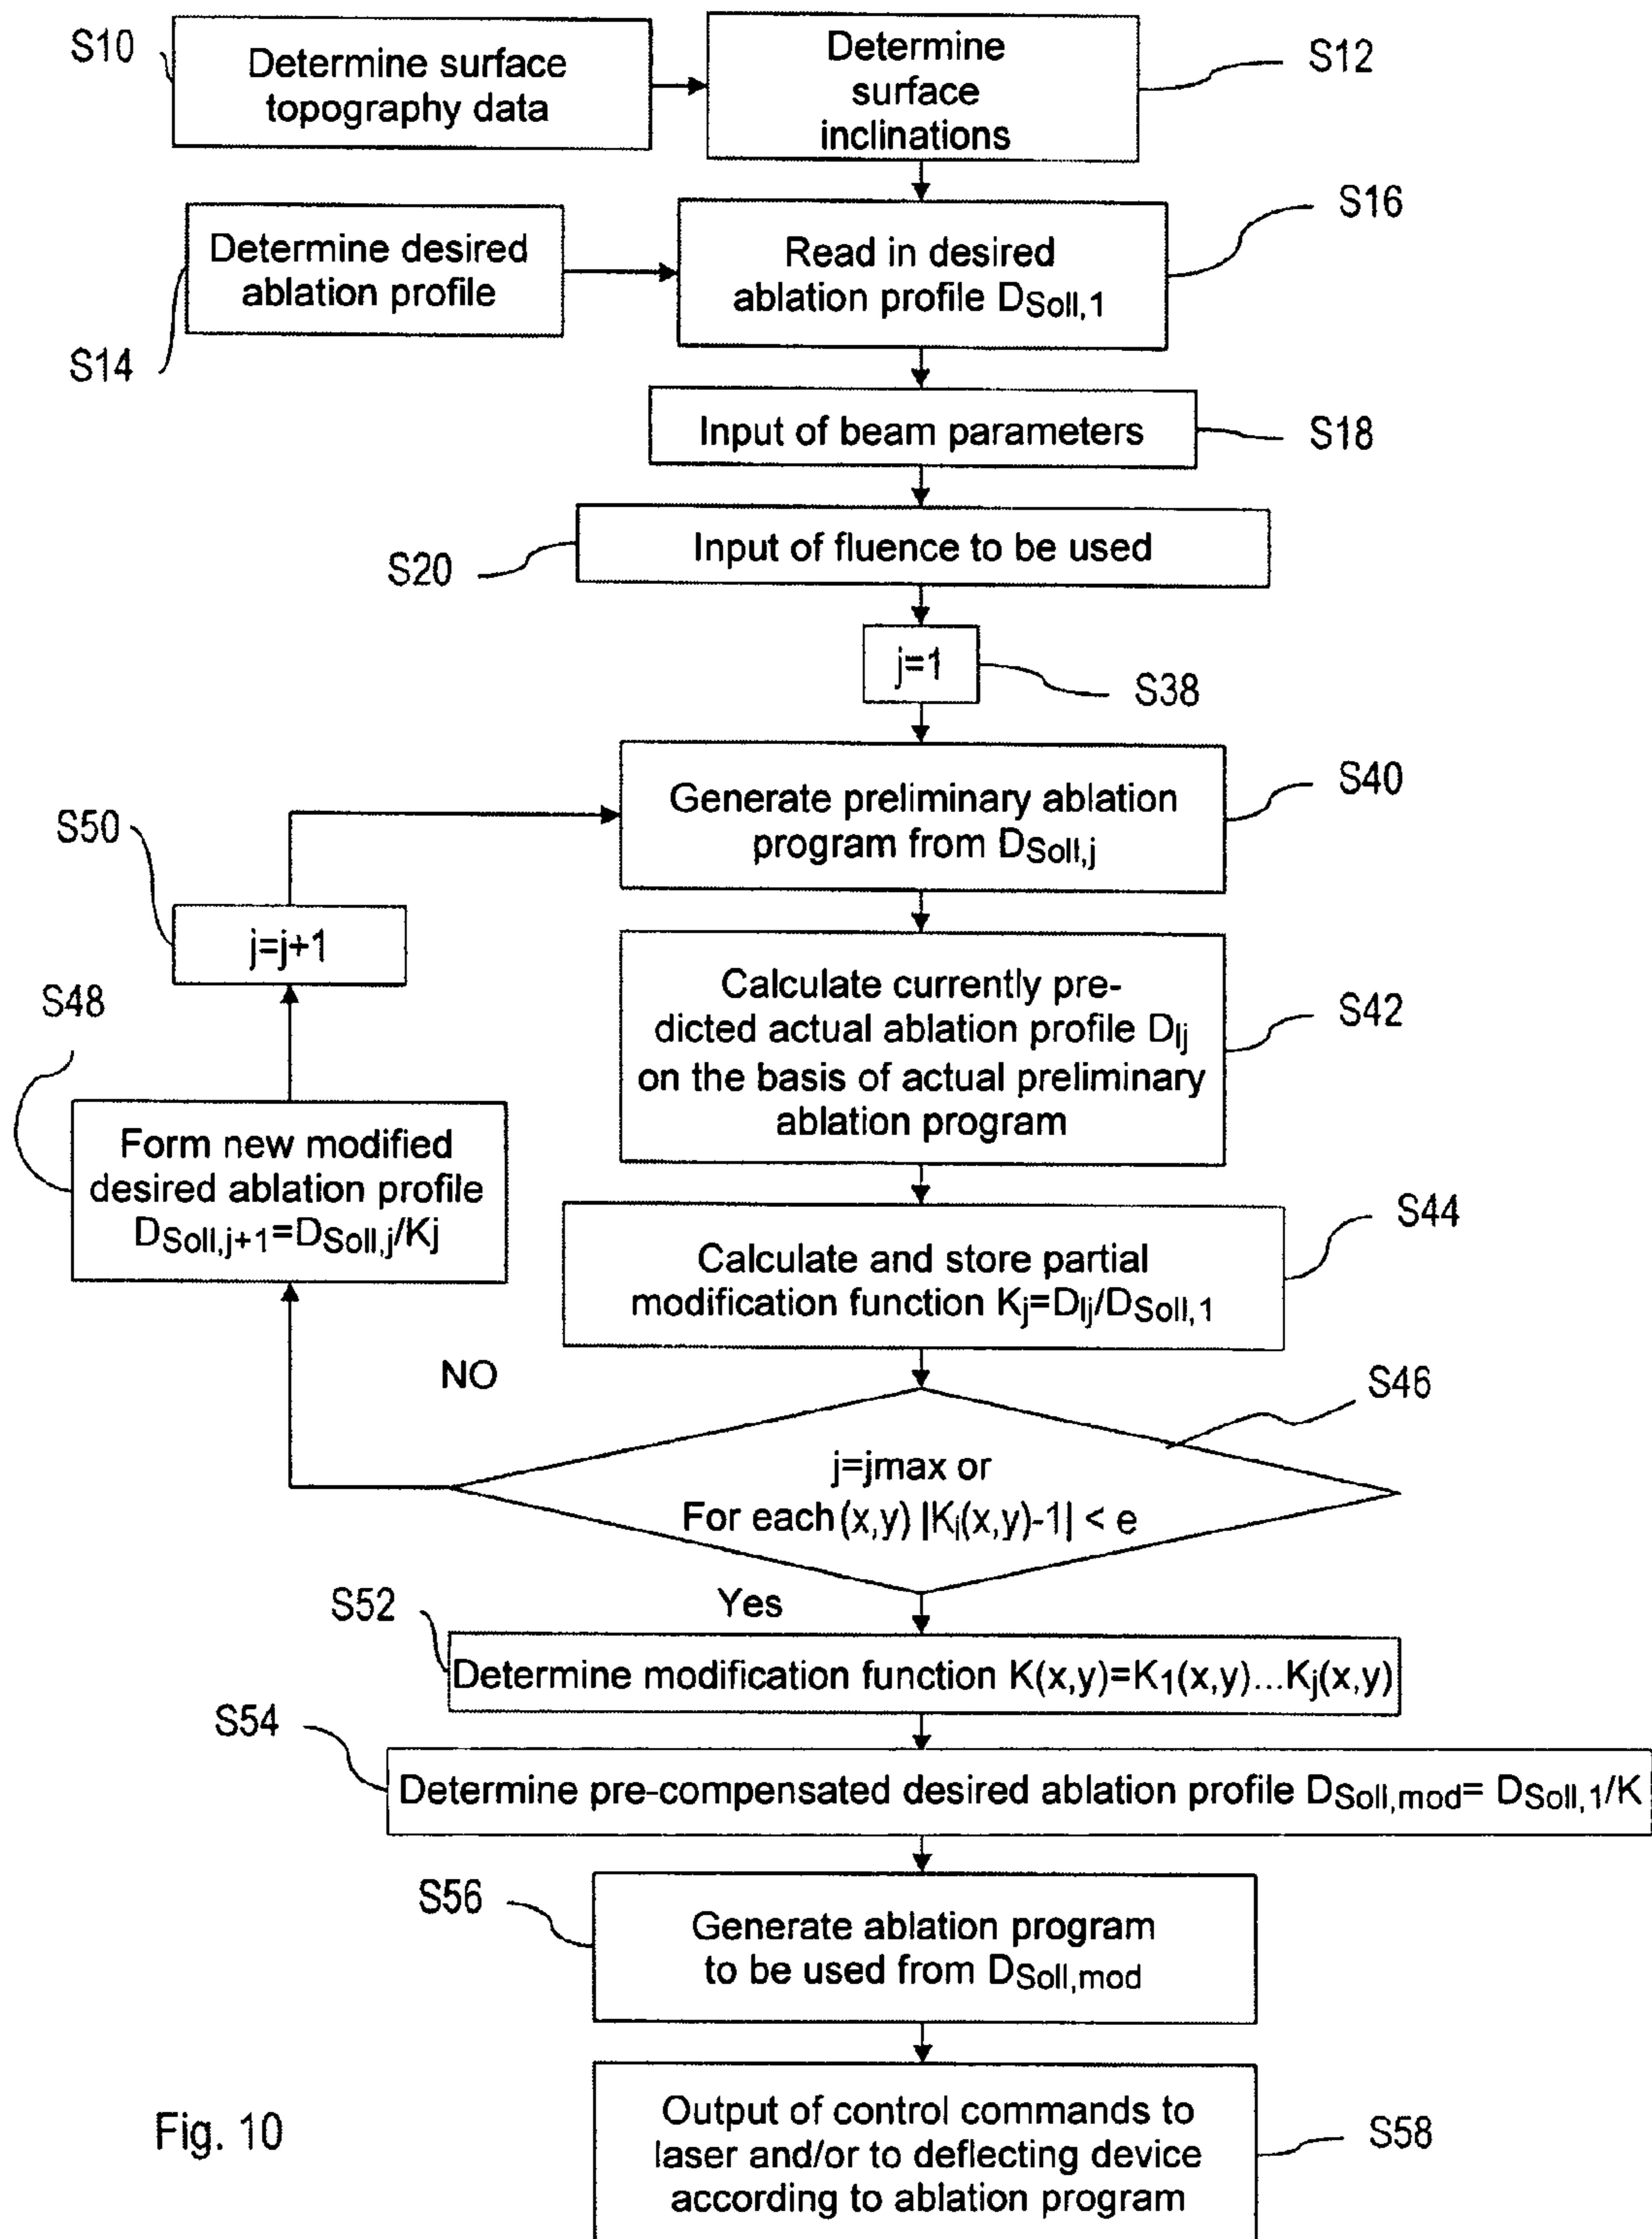 S10
Determine surface
topography data
Determine
surface
inclinations
S12
Determine desired
ablation profile
S14
Read in desired
ablation profile DSoll,1
S16
Input of beam parameters
S18
Input of fluence to be used
S20
j=1
S38
Generate preliminary ablation
program from DSoll,j
S40
S50
j=j+1
Calculate currently pre-
dicted actual ablation profile DIj
on the basis of actual preliminary
ablation program
S42
S48
Form new modified
desired ablation profile
DSoll,j+1=DSoll,j/Kj
Calculate and store partial
modification function Kj=DIj/DSoll,1
S44
NO
S46
j=jmax or
For each (x,y) |Kj(x,y)-1| < e
Yes
S52
Determine modification function K(x,y)=K1(x,y)...Kj(x,y)
S54
Determine pre-compensated desired ablation profile DSoll,mod= DSoll,1/K
S56
Generate ablation program
to be used from DSoll,mod
Output of control commands to
laser and/or to deflecting device
according to ablation program
S58
Fig. 10